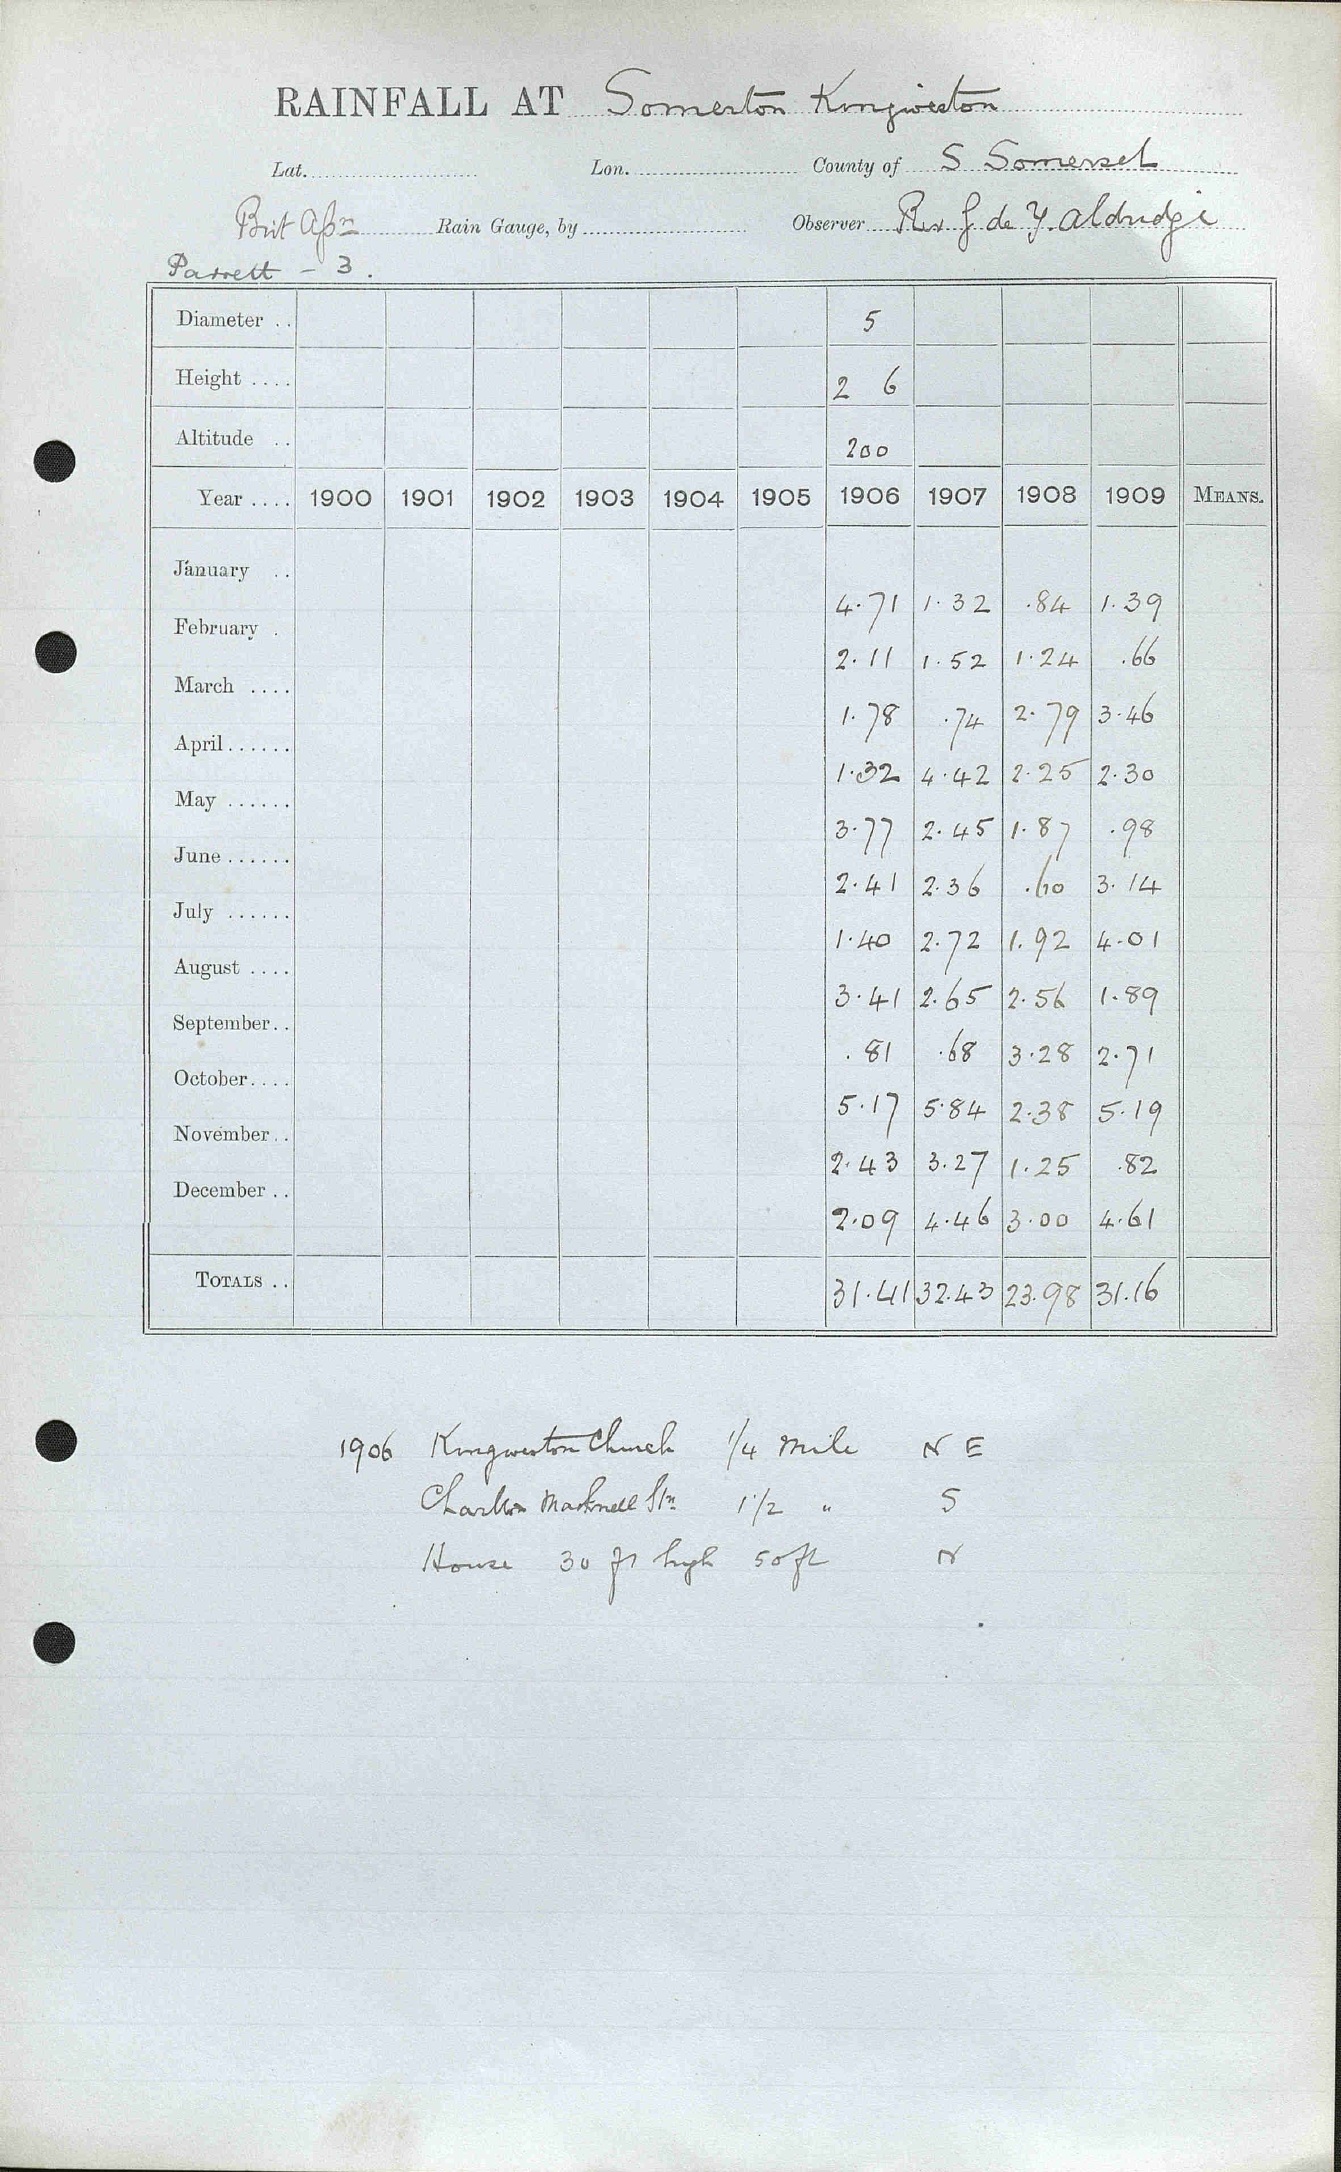 RAINFALL AT Somerton Kingweston
Lat. Lon. County of S Somerset
Brit Assn Rain Gauge, by Observer Rev J de Y. Aldridge
Parrett - 3.
Diameter .. 5
Height .... 2 6
Altitude .. 200
Year .... 1900 1901 1902 1903 1904 1905 1906 1907 1908 1909 MEANS.
January .. 4.71 1.32 .84 1.39
February . 2.11 1.52 1.24 .66
March .... 1.78 .74 2.79 3.46
April ...... 1.32 4.42 2.25 2.30
May ...... 3.77 2.45 1.87 .98
June ...... 2.41 2.36 .60 3.14
July ...... 1.40 2.72 1.92 4.01
August .... 3.41 2.65 2.56 1.89
September.. .81 .68 3.28 2.71
October.... 5.17 5.84 2.38 5.19
November.. 2.43 3.27 1.25 .82
December .. 2.09 4.46 3.00 4.61
TOTALS .. 31.41 32.43 23.98 31.16
1906 Kingweston Church 1/4 Mile N E
Charlton Mackrell Stn 1 1/2 " S
House 30 ft high 50 ft N